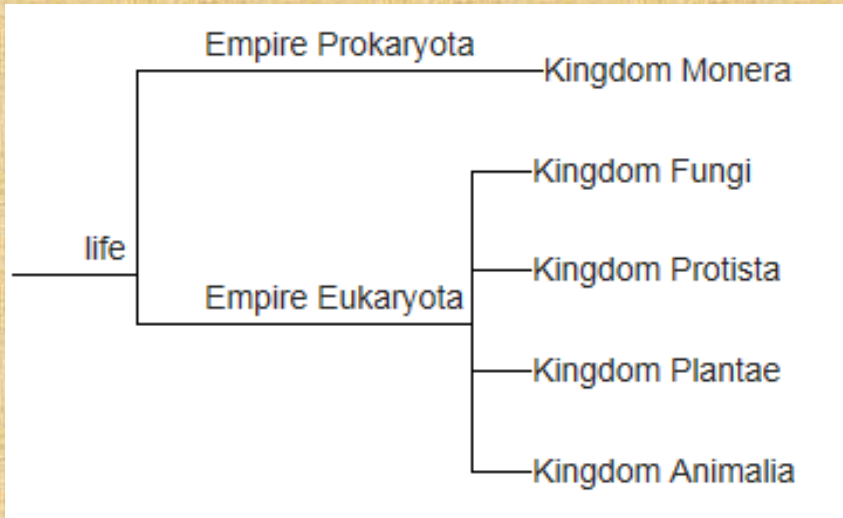 Empire Prokaryota
Kingdom Monera
Kingdom Fungi
life
Kingdom Protista
Empire Eukaryota
Kingdom Plantae
Kingdom Animalia